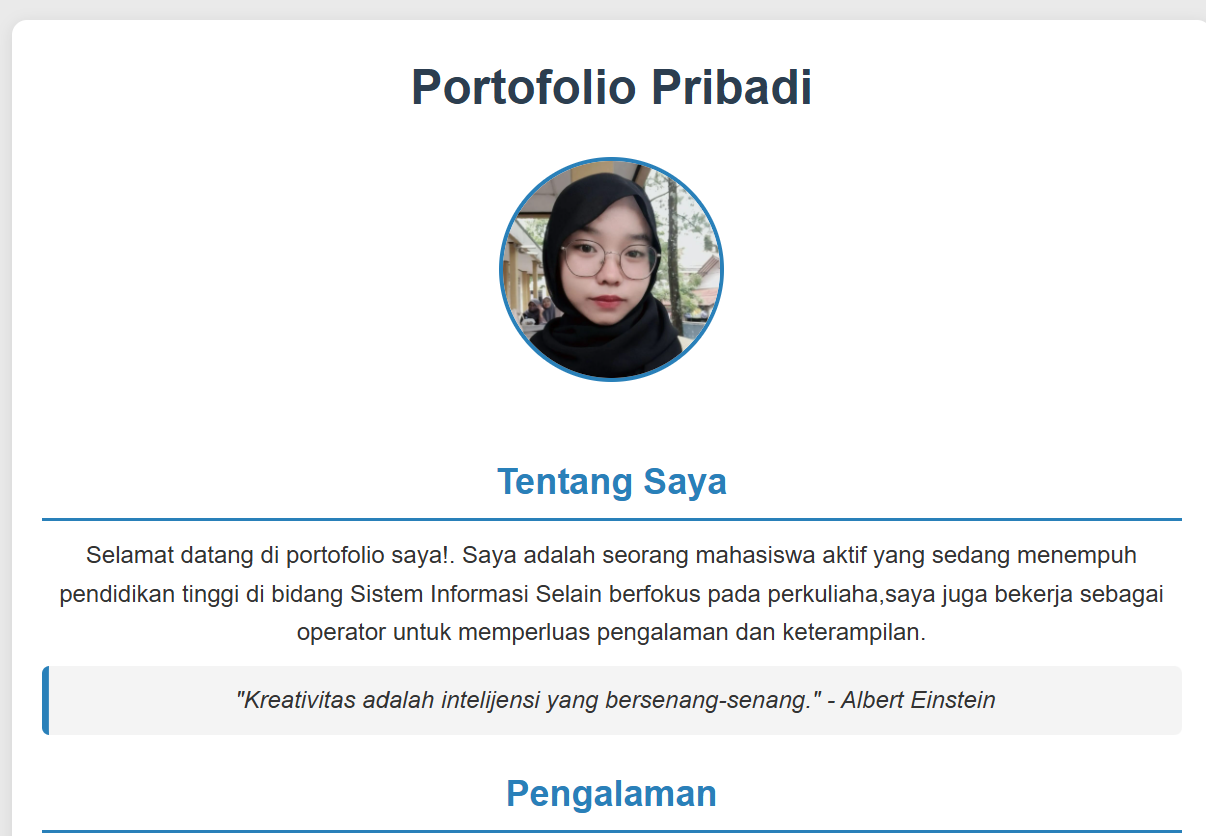 Portofolio Pribadi
Tentang Saya
Selamat datang di portofolio saya!. Saya adalah seorang mahasiswa aktif yang sedang menempuh
pendidikan tinggi di bidang Sistem Informasi Selain berfokus pada perkuliaha,saya juga bekerja sebagai
operator untuk memperluas pengalaman dan keterampilan.
"Kreativitas adalah intelijensi yang bersenang-senang." - Albert Einstein
Pengalaman